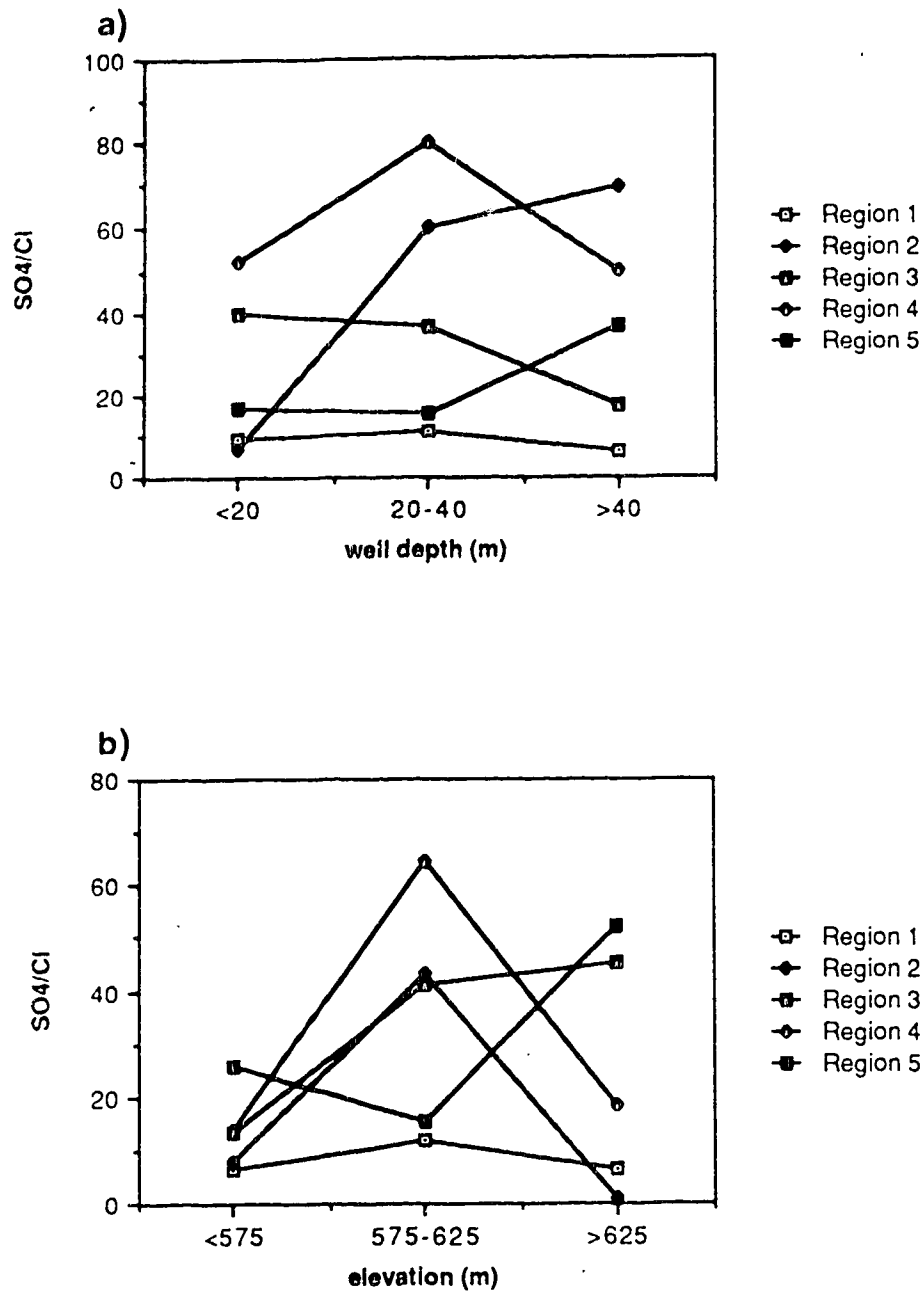 a)
100
80
60
40
20
0
SO4/Cl
<20
20-40
>40
well depth (m)
Region 1
Region 2
Region 3
Region 4
Region 5
b)
80
60
40
20
0
SO4/Cl
<575
575-625
>625
elevation (m)
Region 1
Region 2
Region 3
Region 4
Region 5